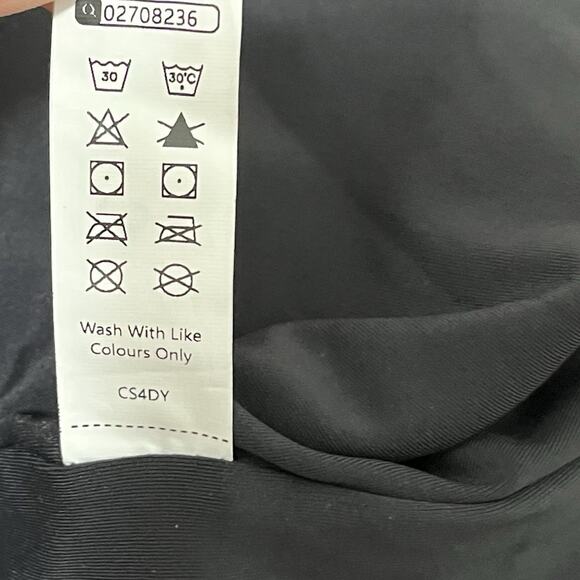 02708236
30 30°C
Wash With Like
Colours Only
CS4DY